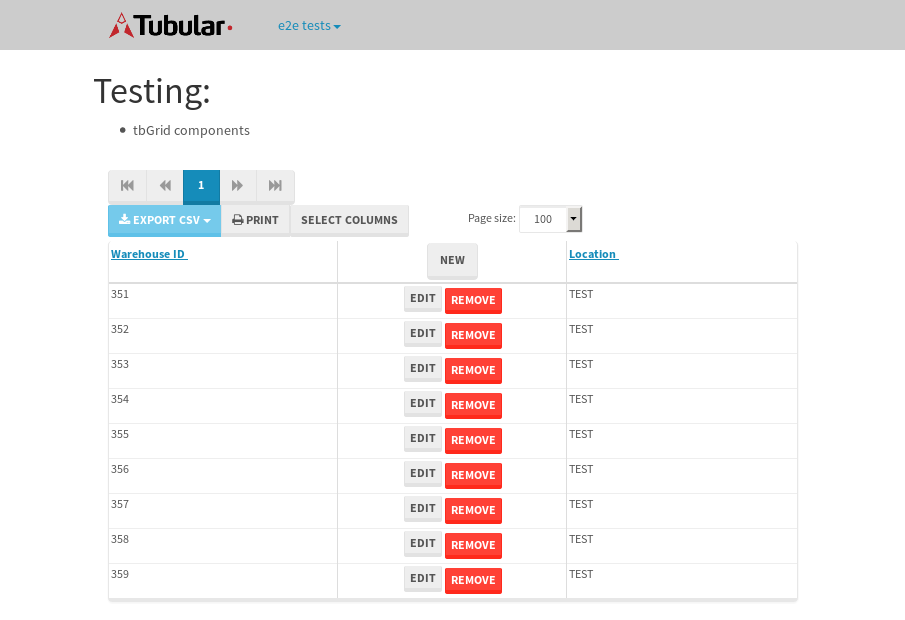 Tubular
e2e tests
Testing:
• tbGrid components
1
EXPORT CSV PRINT SELECT COLUMNS Page size: 100
Warehouse ID NEW Location
351 EDIT REMOVE TEST
352 EDIT REMOVE TEST
353 EDIT REMOVE TEST
354 EDIT REMOVE TEST
355 EDIT REMOVE TEST
356 EDIT REMOVE TEST
357 EDIT REMOVE TEST
358 EDIT REMOVE TEST
359 EDIT REMOVE TEST